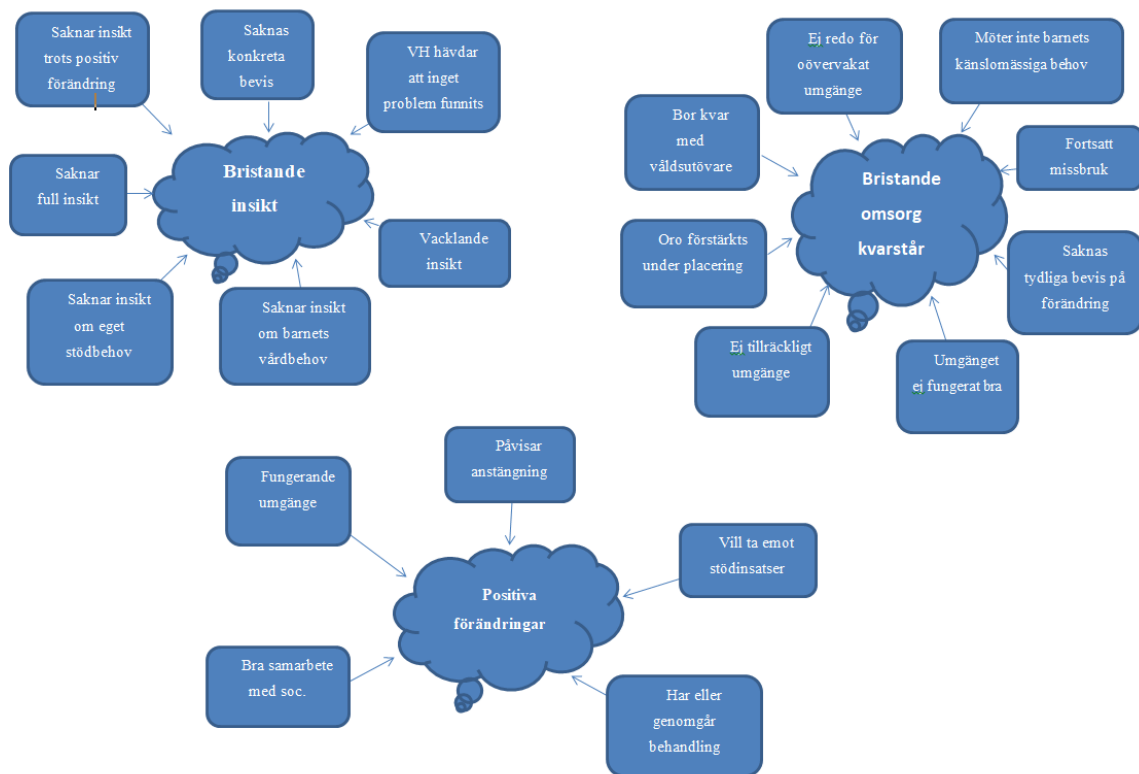 Saknar insikt
trots positiv
förändring
Saknas
konkreta
bevis
VH hävdar
att inget
problem funnits
Bristande
insikt
Saknar
full insikt
Vacklande
insikt
Saknar insikt
om eget
stödbehov
Saknar insikt
om barnets
vårdbehov
Ej redo för
oövervakat
umgänge
Möter inte barnets
känslomässiga behov
Bor kvar
med
våldsutövare
Fortsatt
missbruk
Bristande
omsorg
kvarstår
Oro förstärkts
under placering
Saknas
tydliga bevis på
förändring
Ej tillräckligt
umgänge
Umgänget
ej fungerat bra
Påvisar
anstängning
Fungerande
umgänge
Vill ta emot
stödinsatser
Positiva
förändringar
Bra samarbete
med soc.
Har eller
genomgår
behandling